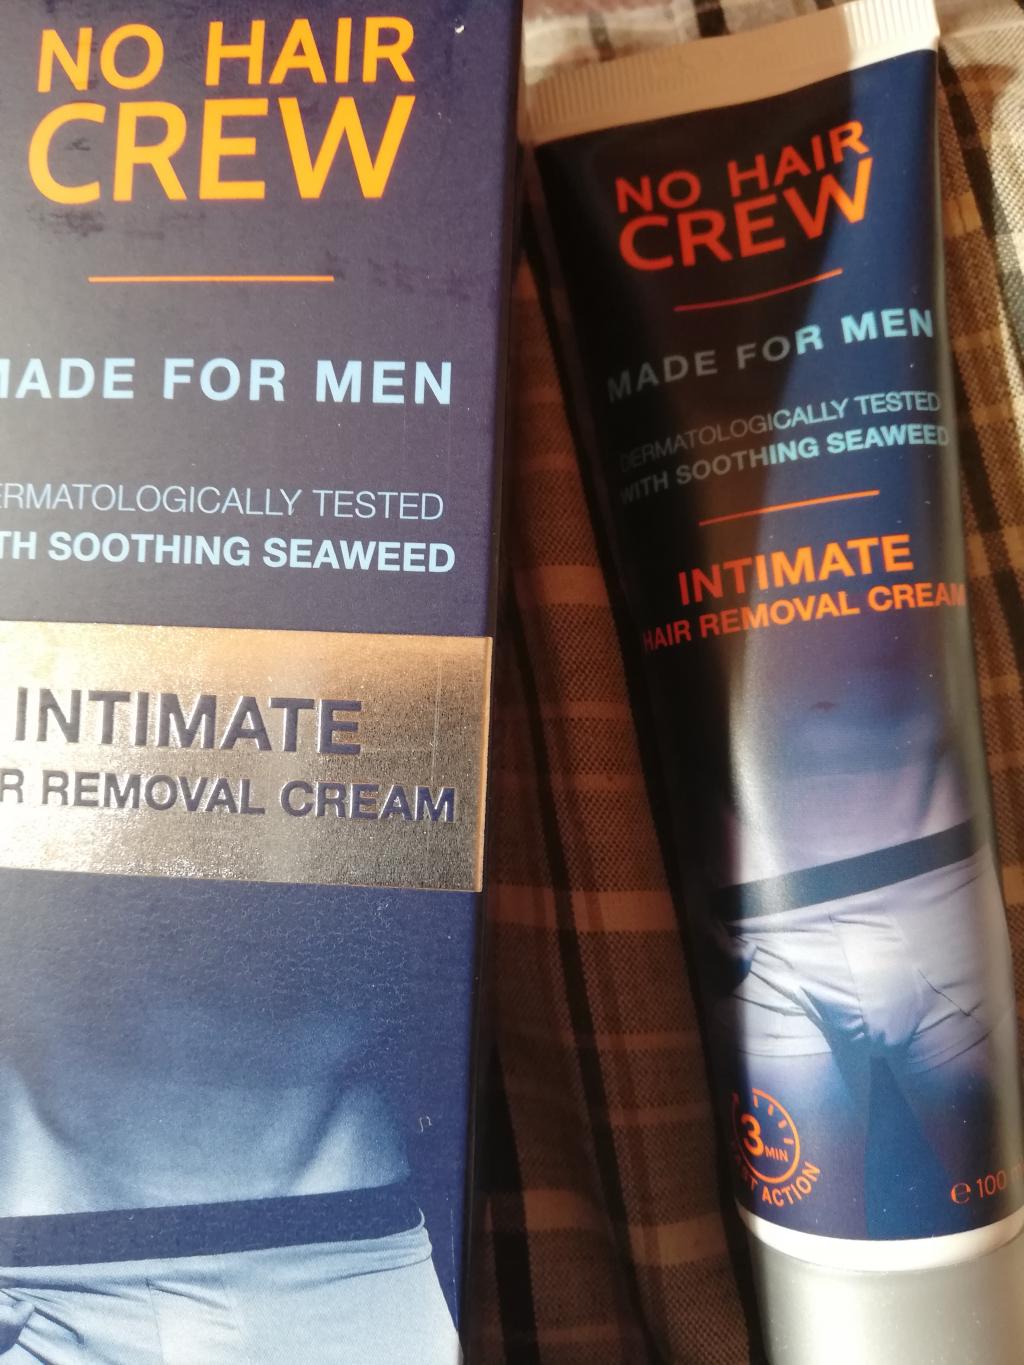 NO HAIR
CREW
MADE FOR MEN
ERMATOLOGICALLY TESTED
TH SOOTHING SEAWEED
INTIMATE
R REMOVAL CREAM
NO HAIR
CREW
MADE FOR MEN
DERMATOLOGICALLY TESTED
WITH SOOTHING SEAWEED
INTIMATE
HAIR REMOVAL CREAM
3 MIN
ST ACTION
℮ 100